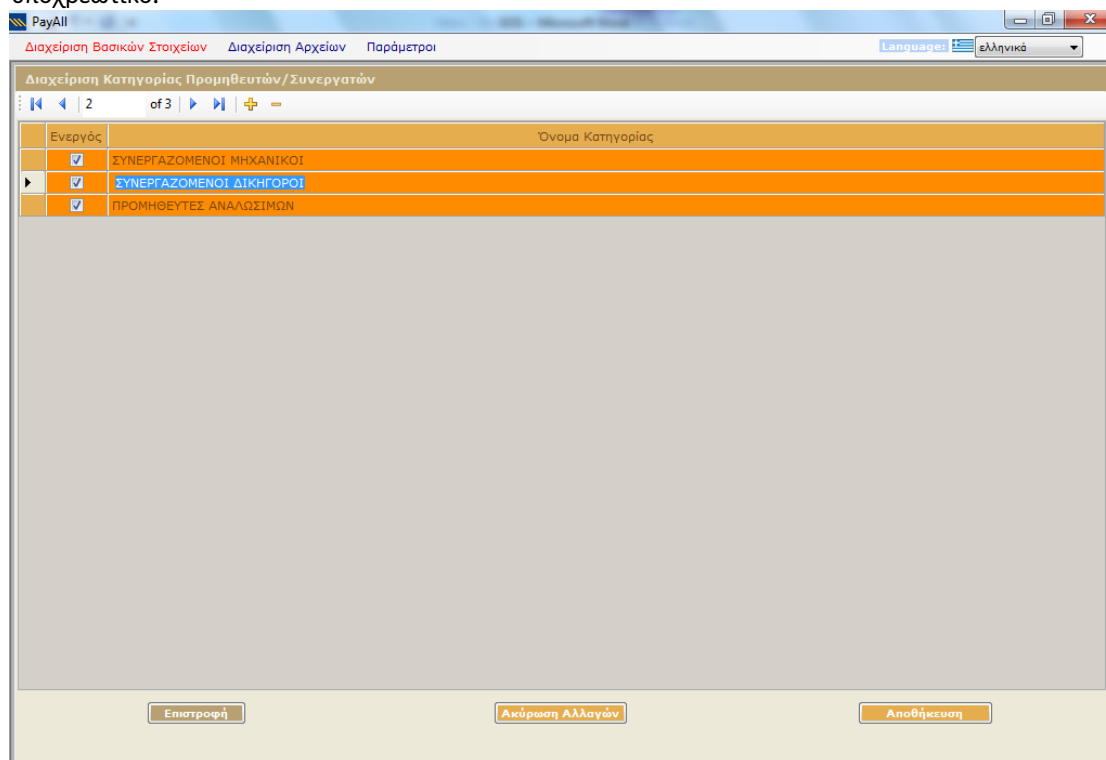 υποχρεωτικό.
PayAll
Διαχείριση Βασικών Στοιχείων Διαχείριση Αρχείων Παράμετροι Language: ελληνικά
Διαχείριση Κατηγορίας Προμηθευτών/Συνεργατών
2 of 3
Ενεργός Όνομα Κατηγορίας
ΣΥΝΕΡΓΑΖΟΜΕΝΟΙ ΜΗΧΑΝΙΚΟΙ
ΣΥΝΕΡΓΑΖΟΜΕΝΟΙ ΔΙΚΗΓΟΡΟΙ
ΠΡΟΜΗΘΕΥΤΕΣ ΑΝΑΛΩΣΙΜΩΝ
Επιστροφή Ακύρωση Αλλαγών Αποθήκευση